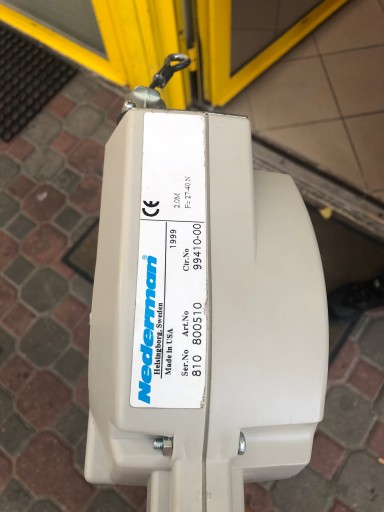 Nederman®
Helsingborg, Sweden
Made in USA
1999
Ser.No Art.No Ctr.No
810 800510 99410-00
CE
2.0M
F= 27-40 N